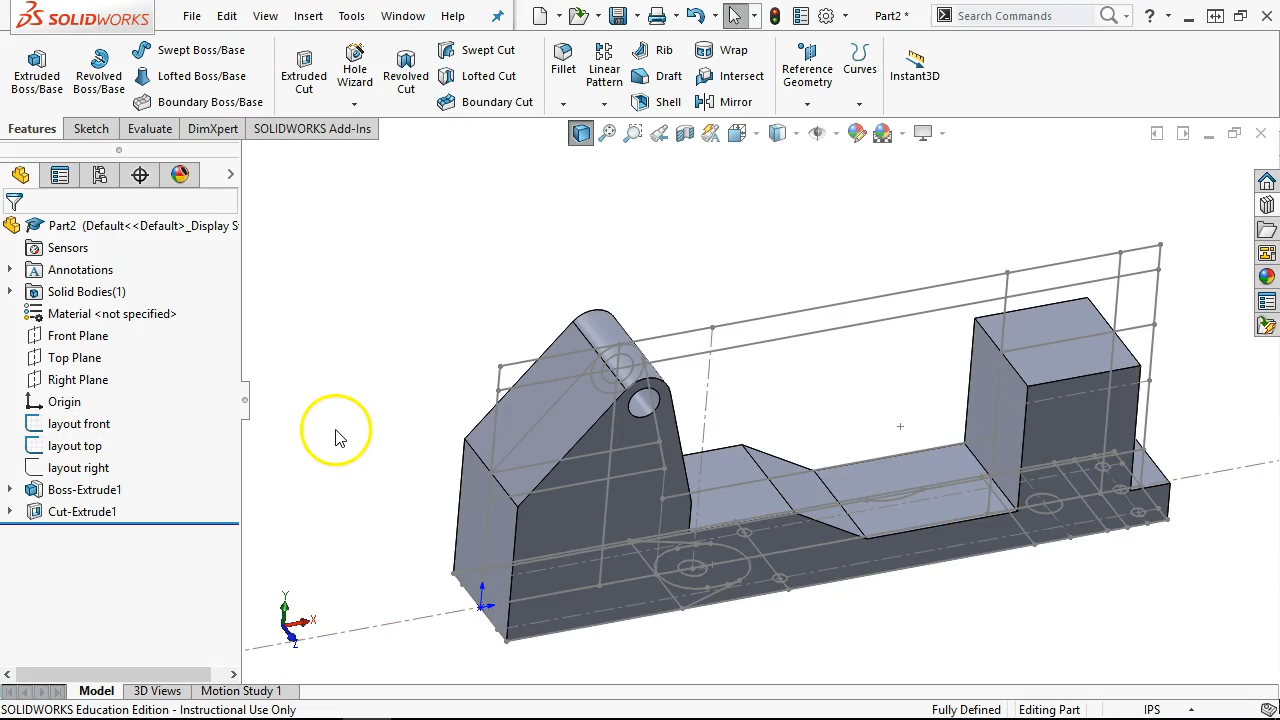 SOLIDWORKS File Edit View Insert Tools Window Help Part2 * Search Commands
Extruded Boss/Base
Revolved Boss/Base
Swept Boss/Base
Lofted Boss/Base
Boundary Boss/Base
Extruded Cut
Hole Wizard
Revolved Cut
Swept Cut
Lofted Cut
Boundary Cut
Fillet
Linear Pattern
Rib
Draft
Shell
Wrap
Intersect
Mirror
Reference Geometry
Curves
Instant3D
Features Sketch Evaluate DimXpert SOLIDWORKS Add-Ins
Part2 (Default<<Default>_Display S
Sensors
Annotations
Solid Bodies(1)
Material <not specified>
Front Plane
Top Plane
Right Plane
Origin
layout front
layout top
layout right
Boss-Extrude1
Cut-Extrude1
Y
X
Z
Model 3D Views Motion Study 1
SOLIDWORKS Education Edition - Instructional Use Only Fully Defined Editing Part IPS